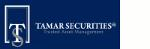 TAMAR SECURITIES®
Trusted Asset Management